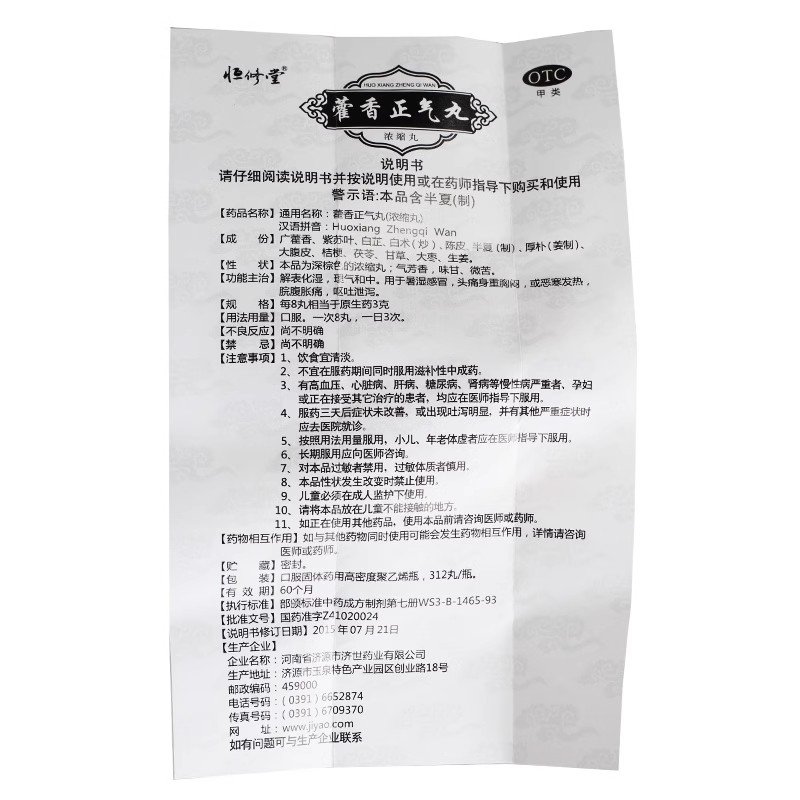 恒修堂®
HUO XIANG ZHENG QI WAN
藿香正气丸
浓缩丸
OTC
甲类
说明书
请仔细阅读说明书并按说明使用或在药师指导下购买和使用
警示语:本品含半夏(制)
【药品名称】通用名称：藿香正气丸(浓缩丸)
汉语拼音：Huoxiang Zhengqi Wan
【成 份】广藿香、紫苏叶、白芷、白术(炒)、陈皮、半夏(制)、厚朴(姜制)、
大腹皮、桔梗、茯苓、甘草、大枣、生姜。
【性 状】本品为深棕色的浓缩丸；气芳香，味甘、微苦。
【功能主治】解表化湿，理气和中。用于暑湿感冒，头痛身重胸闷，或恶寒发热，
脘腹胀痛，呕吐泄泻。
【规 格】每8丸相当于原生药3克
【用法用量】口服。一次8丸，一日3次。
【不良反应】尚不明确
【禁 忌】尚不明确
【注意事项】1、饮食宜清淡。
2、不宜在服药期间同时服用滋补性中成药。
3、有高血压、心脏病、肝病、糖尿病、肾病等慢性病严重者、孕妇
或正在接受其它治疗的患者，均应在医师指导下服用。
4、服药三天后症状未改善，或出现吐泻明显，并有其他严重症状时
应去医院就诊。
5、按照用法用量服用，小儿、年老体虚者应在医师指导下服用。
6、长期服用应向医师咨询。
7、对本品过敏者禁用，过敏体质者慎用。
8、本品性状发生改变时禁止使用。
9、儿童必须在成人监护下使用。
10、请将本品放在儿童不能接触的地方。
11、如正在使用其他药品，使用本品前请咨询医师或药师。
【药物相互作用】如与其他药物同时使用可能会发生药物相互作用，详情请咨询
医师或药师。
【贮 藏】密封。
【包 装】口服固体药用高密度聚乙烯瓶，312丸/瓶。
【有 效 期】60个月
【执行标准】部颁标准中药成方制剂第七册WS3-B-1465-93
【批准文号】国药准字Z41020024
【说明书修订日期】2015年07月21日
【生产企业】
企业名称：河南省济源市济世药业有限公司
生产地址：济源市玉泉特色产业园区创业路18号
邮政编码：459000
电话号码：(0391) 6652874
传真号码：(0391) 6709370
网 址：www.jiyao.com
如有问题可与生产企业联系